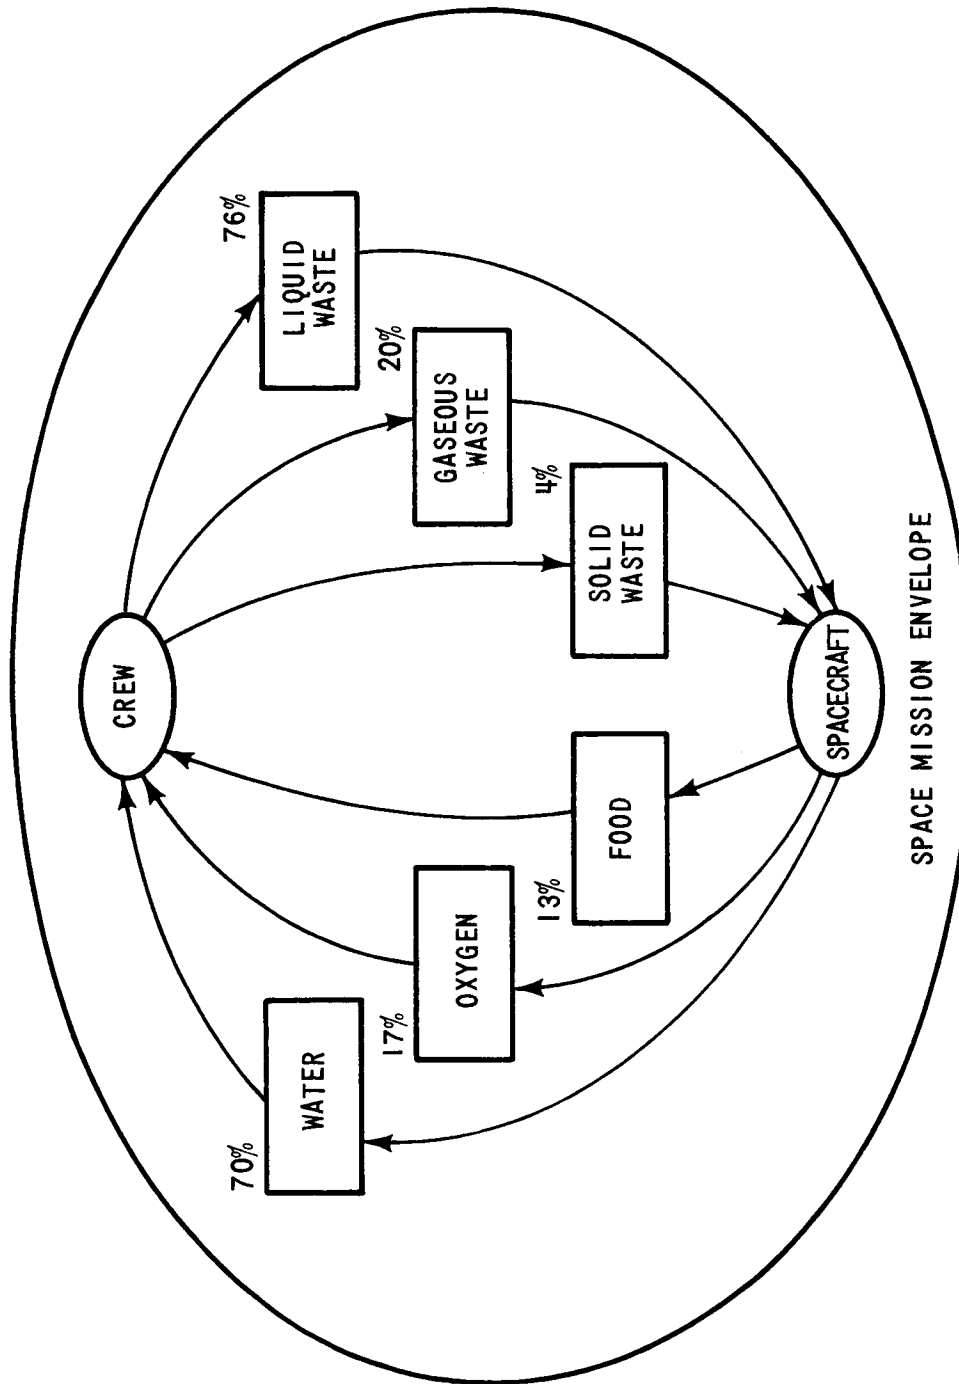 CREW
70%
WATER
17%
OXYGEN
13%
FOOD
4%
SOLID
WASTE
20%
GASEOUS
WASTE
76%
LIQUID
WASTE
SPACECRAFT
SPACE MISSION ENVELOPE